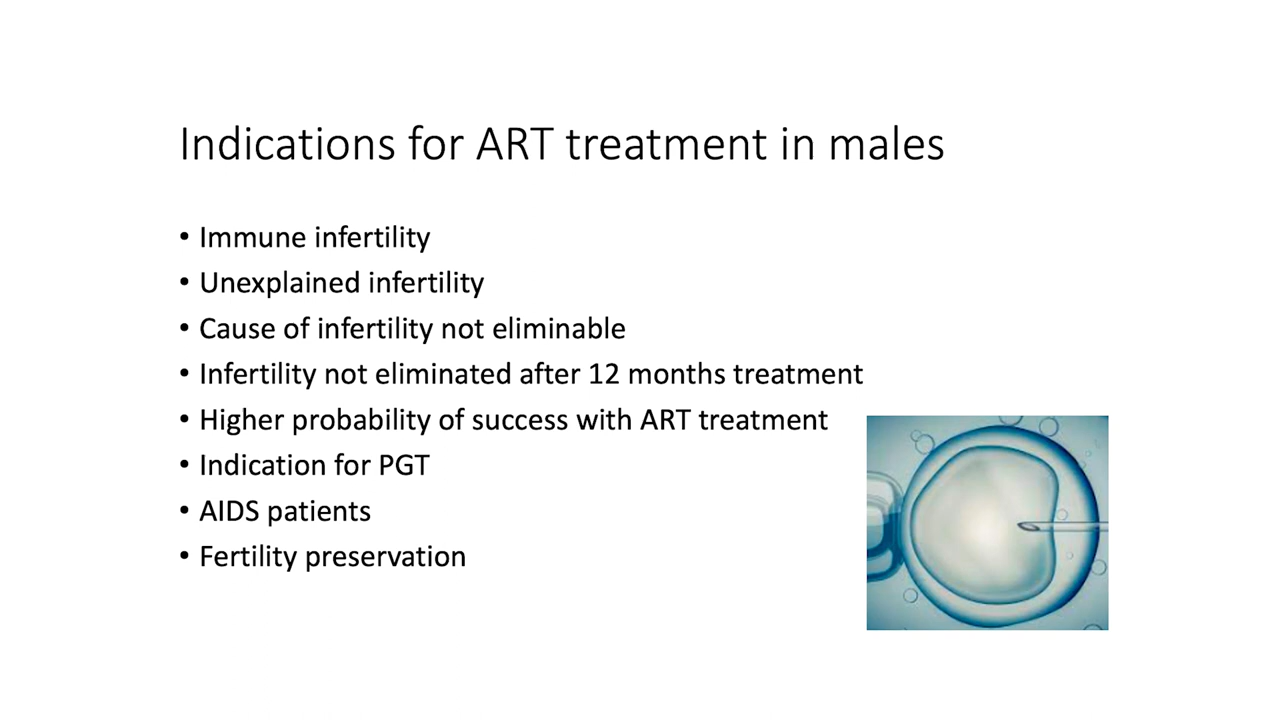 Indications for ART treatment in males
• Immune infertility
• Unexplained infertility
• Cause of infertility not eliminable
• Infertility not eliminated after 12 months treatment
• Higher probability of success with ART treatment
• Indication for PGT
• AIDS patients
• Fertility preservation